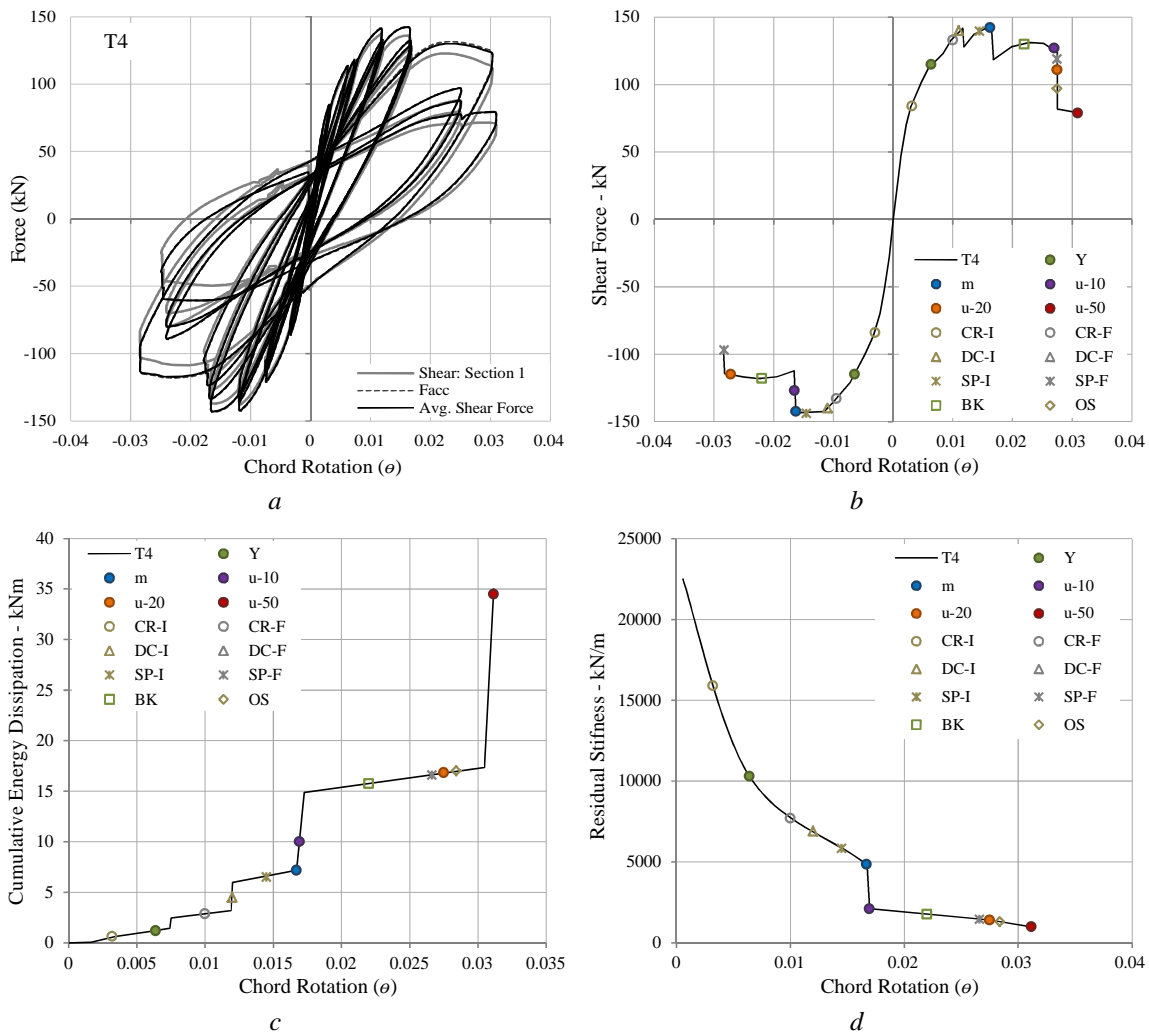 T4
150
100
50
0
-50
-100
-150
-0.04 -0.03 -0.02 -0.01 0 0.01 0.02 0.03 0.04
Force (kN)
Chord Rotation (ɵ)
Shear: Section 1
Facc
Avg. Shear Force
a
150
100
50
0
50
-100
-150
-0.04 -0.03 -0.02 -0.01 0 0.01 0.02 0.03 0.04
Shear Force - kN
Chord Rotation (ɵ)
T4 Y
m u-10
u-20 u-50
CR-I CR-F
DC-I DC-F
SP-I SP-F
BK OS
b
40
35
30
25
20
15
10
5
0
0 0.005 0.01 0.015 0.02 0.025 0.03 0.035
Cumulative Energy Dissipation - kNm
Chord Rotation (ɵ)
T4 Y
m u-10
u-20 u-50
CR-I CR-F
DC-I DC-F
SP-I SP-F
BK OS
c
25000
20000
15000
10000
5000
0
0 0.01 0.02 0.03 0.04
Residual Stifness - kN/m
Chord Rotation (ɵ)
T4 Y
m u-10
u-20 u-50
CR-I CR-F
DC-I DC-F
SP-I SP-F
BK OS
d